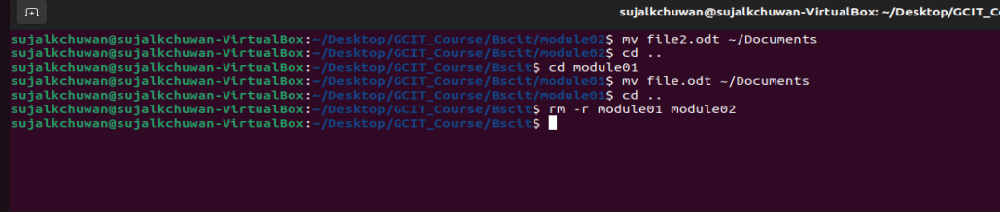 sujalkchuwan@sujalkchuwan-VirtualBox: ~/Desktop/GCIT_Co
sujalkchuwan@sujalkchuwan-VirtualBox:~/Desktop/GCIT_Course/Bscit/module02$ mv file2.odt ~/Documents
sujalkchuwan@sujalkchuwan-VirtualBox:~/Desktop/GCIT_Course/Bscit/module02$ cd ..
sujalkchuwan@sujalkchuwan-VirtualBox:~/Desktop/GCIT_Course/Bscit$ cd module01
sujalkchuwan@sujalkchuwan-VirtualBox:~/Desktop/GCIT_Course/Bscit/module01$ mv file.odt ~/Documents
sujalkchuwan@sujalkchuwan-VirtualBox:~/Desktop/GCIT_Course/Bscit/module01$ cd ..
sujalkchuwan@sujalkchuwan-VirtualBox:~/Desktop/GCIT_Course/Bscit$ rm -r module01 module02
sujalkchuwan@sujalkchuwan-VirtualBox:~/Desktop/GCIT_Course/Bscit$